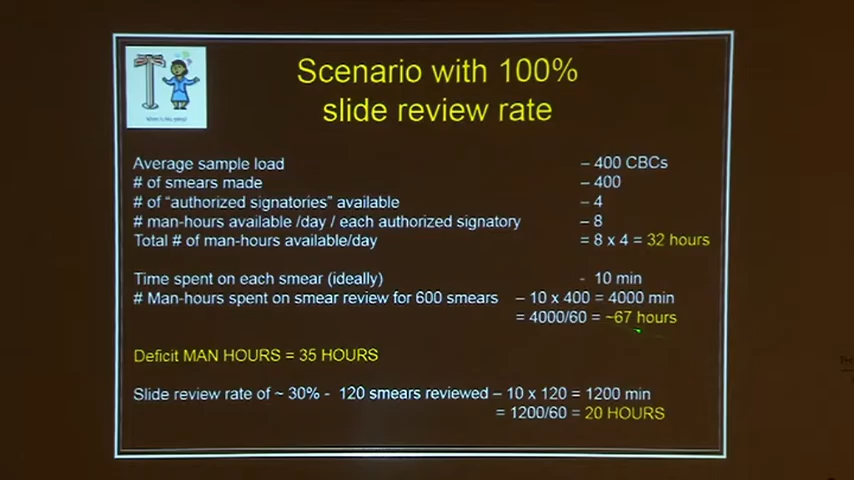 Scenario with 100%
slide review rate
Average sample load – 400 CBCs
# of smears made – 400
# of “authorized signatories” available – 4
# man-hours available /day / each authorized signatory – 8
Total # of man-hours available/day = 8 x 4 = 32 hours
Time spent on each smear (ideally) - 10 min
# Man-hours spent on smear review for 600 smears – 10 x 400 = 4000 min
= 4000/60 = ~67 hours
Deficit MAN HOURS = 35 HOURS
Slide review rate of ~ 30% - 120 smears reviewed – 10 x 120 = 1200 min
= 1200/60 = 20 HOURS